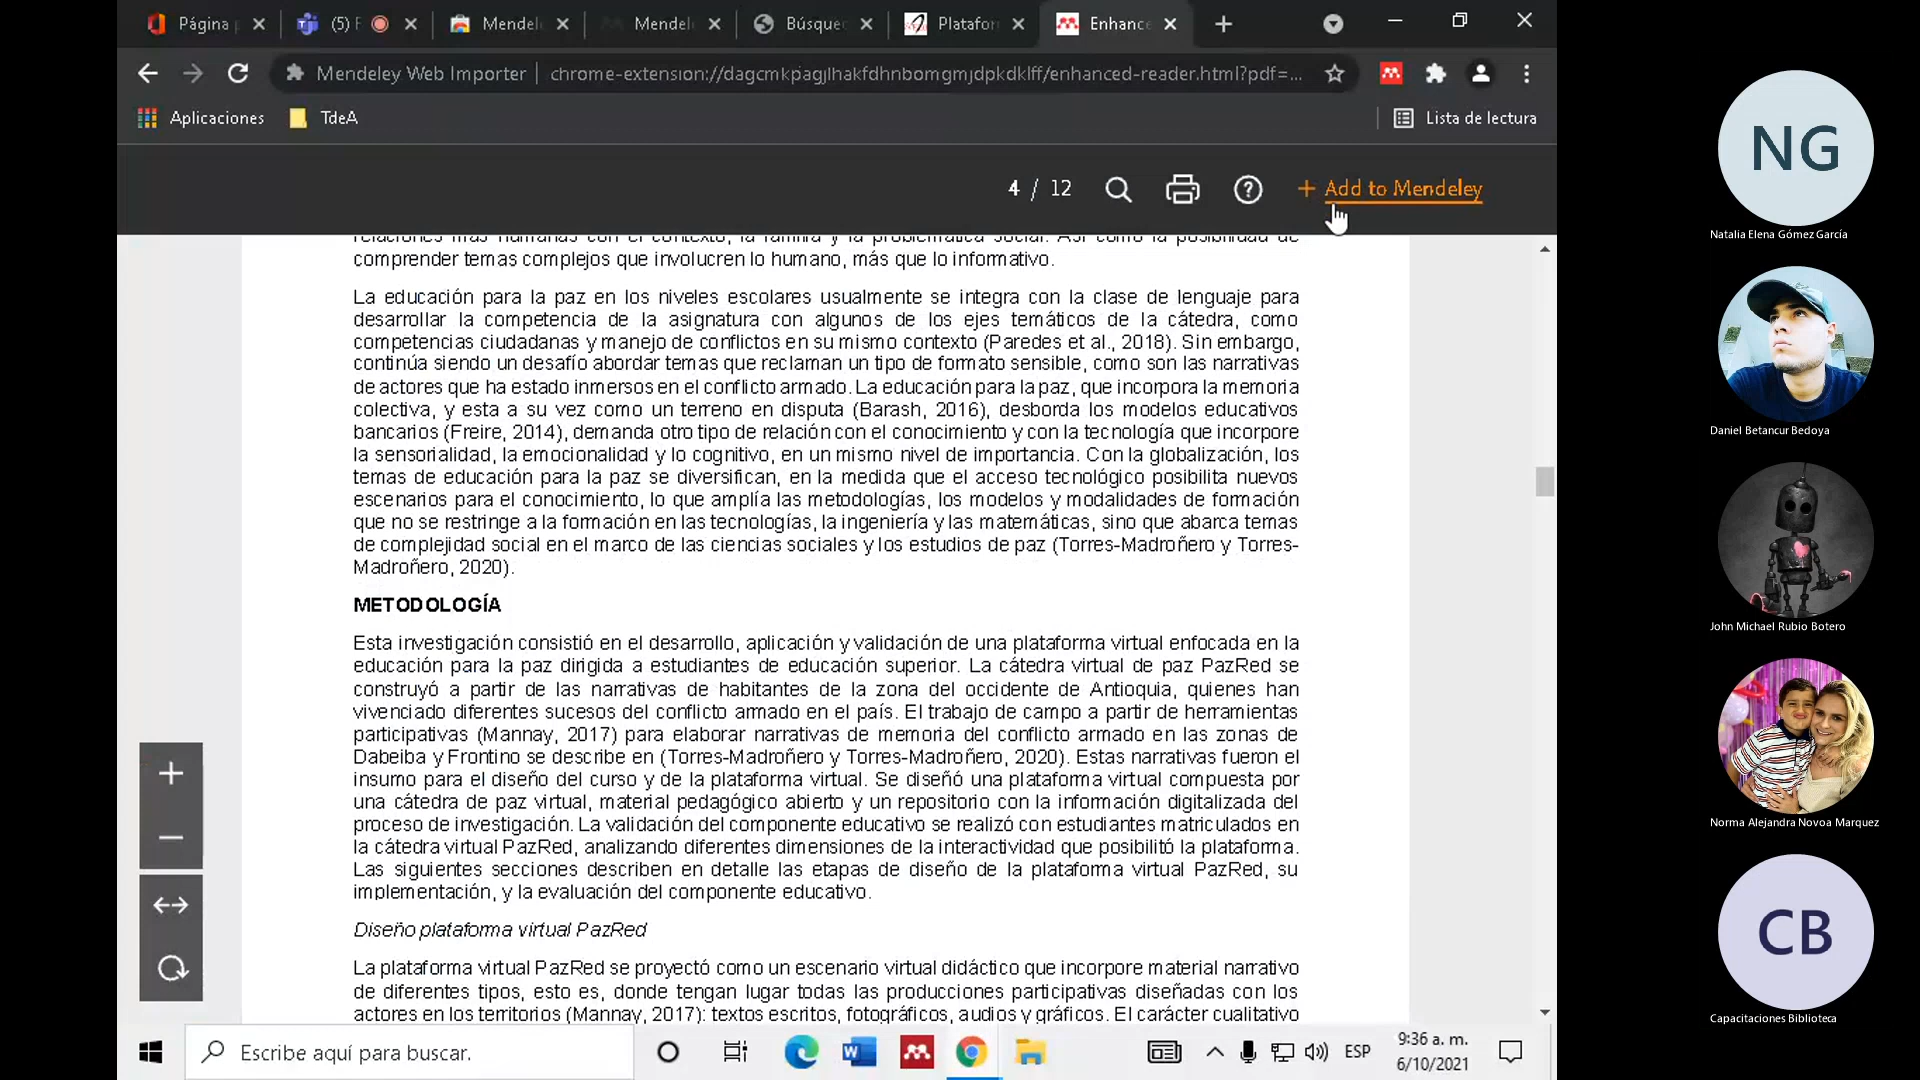 Página
(5) F
Mendel
Mendel
Búsque
Platafor
Enhance
Mendeley Web Importer
chrome-extension://dagcmkpagjlhakfdhnbomgmjdpkdklff/enhanced-reader.html?pdf=...
Aplicaciones
TdeA
Lista de lectura
4 / 12
+ Add to Mendeley
relaciones más humanas con el contexto, la familia y la problemática social. Así como la posibilidad de
comprender temas complejos que involucren lo humano, más que lo informativo.
La educación para la paz en los niveles escolares usualmente se integra con la clase de lenguaje para
desarrollar la competencia de la asignatura con algunos de los ejes temáticos de la cátedra, como
competencias ciudadanas y manejo de conflictos en su mismo contexto (Paredes et al., 2018). Sin embargo,
continúa siendo un desafío abordar temas que reclaman un tipo de formato sensible, como son las narrativas
de actores que ha estado inmersos en el conflicto armado. La educación para la paz, que incorpora la memoria
colectiva, y esta a su vez como un terreno en disputa (Barash, 2016), desborda los modelos educativos
bancarios (Freire, 2014), demanda otro tipo de relación con el conocimiento y con la tecnología que incorpore
la sensorialidad, la emocionalidad y lo cognitivo, en un mismo nivel de importancia. Con la globalización, los
temas de educación para la paz se diversifican, en la medida que el acceso tecnológico posibilita nuevos
escenarios para el conocimiento, lo que amplía las metodologías, los modelos y modalidades de formación
que no se restringe a la formación en las tecnologías, la ingeniería y las matemáticas, sino que abarca temas
de complejidad social en el marco de las ciencias sociales y los estudios de paz (Torres-Madroñero y Torres-
Madroñero, 2020).
METODOLOGÍA
Esta investigación consistió en el desarrollo, aplicación y validación de una plataforma virtual enfocada en la
educación para la paz dirigida a estudiantes de educación superior. La cátedra virtual de paz PazRed se
construyó a partir de las narrativas de habitantes de la zona del occidente de Antioquia, quienes han
vivenciado diferentes sucesos del conflicto armado en el país. El trabajo de campo a partir de herramientas
participativas (Mannay, 2017) para elaborar narrativas de memoria del conflicto armado en las zonas de
Dabeiba y Frontino se describe en (Torres-Madroñero y Torres-Madroñero, 2020). Estas narrativas fueron el
insumo para el diseño del curso y de la plataforma virtual. Se diseñó una plataforma virtual compuesta por
una cátedra de paz virtual, material pedagógico abierto y un repositorio con la información digitalizada del
proceso de investigación. La validación del componente educativo se realizó con estudiantes matriculados en
la cátedra virtual PazRed, analizando diferentes dimensiones de la interactividad que posibilitó la plataforma.
Las siguientes secciones describen en detalle las etapas de diseño de la plataforma virtual PazRed, su
implementación, y la evaluación del componente educativo.
Diseño plataforma virtual PazRed
La plataforma virtual PazRed se proyectó como un escenario virtual didáctico que incorpore material narrativo
de diferentes tipos, esto es, donde tengan lugar todas las producciones participativas diseñadas con los
actores en los territorios (Mannay, 2017): textos escritos, fotográficos, audios y gráficos. El carácter cualitativo
Escribe aquí para buscar.
ESP
9:36 a. m.
6/10/2021
NG
Natalia Elena Gómez García
Daniel Betancur Bedoya
John Michael Rubio Botero
Norma Alejandra Novoa Marquez
CB
Capacitaciones Biblioteca